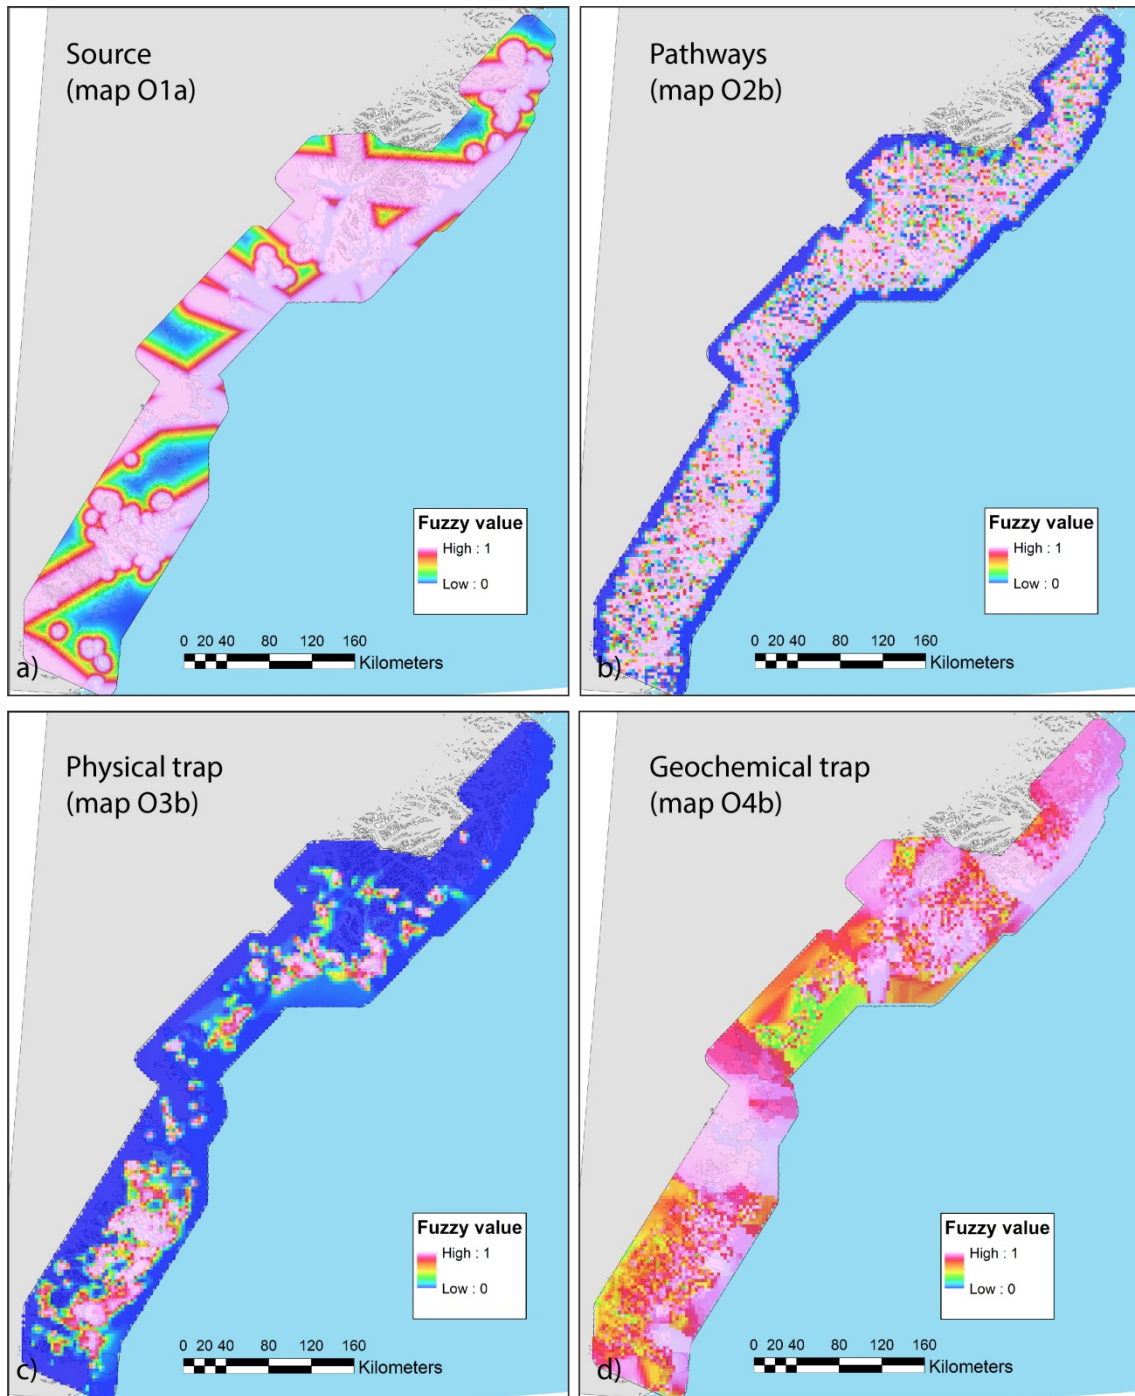 Source
(map O1a)
Fuzzy value
High : 1
Low : 0
0 20 40 80 120 160
Kilometers
a)
Pathways
(map O2b)
Fuzzy value
High : 1
Low : 0
0 20 40 80 120 160
Kilometers
b)
Physical trap
(map O3b)
Fuzzy value
High : 1
Low : 0
0 20 40 80 120 160
Kilometers
c)
Geochemical trap
(map O4b)
Fuzzy value
High : 1
Low : 0
0 20 40 80 120 160
Kilometers
d)